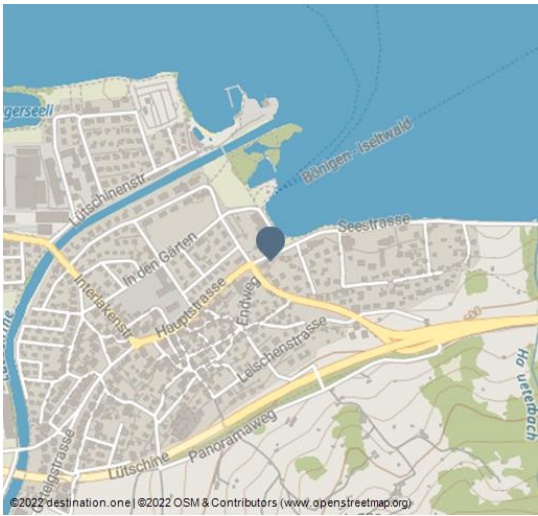 Lütschinenstr
Bönigen - Iseltwald
Seestrasse
In den Gärten
Interlakenstr
Hauptstrasse
Endweg
600
Leischenstrasse
Panoramaweg
Lütschine
©2022 destination.one | ©2022 OSM & Contributors (www.openstreetmap.org)